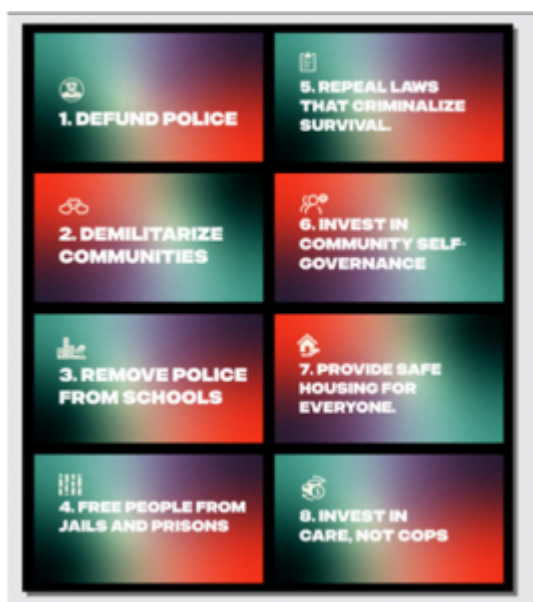 1. DEFUND POLICE
2. DEMILITARIZE
COMMUNITIES
3. REMOVE POLICE
FROM SCHOOLS
4. FREE PEOPLE FROM
JAILS AND PRISONS
5. REPEAL LAWS
THAT CRIMINALIZE
SURVIVAL.
6. INVEST IN
COMMUNITY SELF-
GOVERNANCE
7. PROVIDE SAFE
HOUSING FOR
EVERYONE.
8. INVEST IN
CARE, NOT COPS